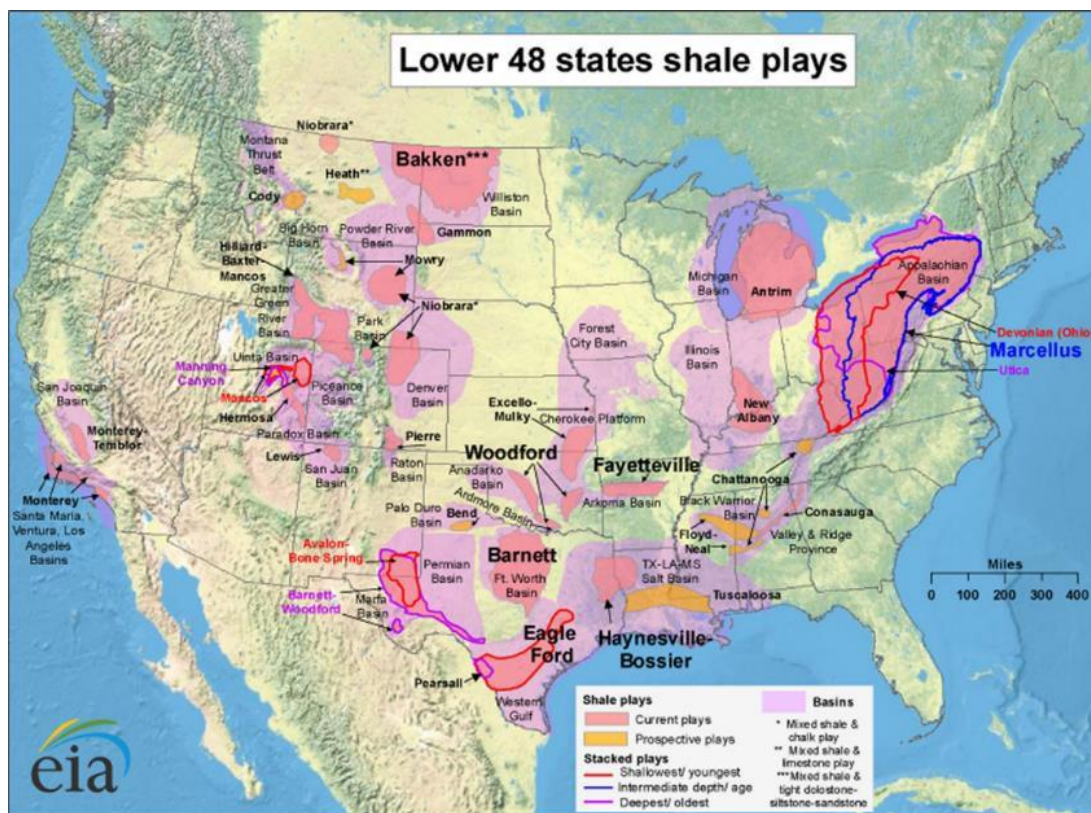 Lower 48 states shale plays
Niobrara*
Montana
Thrust
Belt
Bakken***
Heath**
Cody
Williston
Basin
Big Horn
Basin
Powder River
Basin
Gammon
Hilliard-
Baxter-
Mancos
Mowry
Greater
Green
River
Basin
Niobrara*
Park
Basin
Michigan
Basin
Antrim
Appalachian
Basin
Devonian (Ohio
Marcellus
Utica
Forest
City Basin
Illinois
Basin
Uinta Basin
Manning
Canyon
Mancos
Piceance
Basin
Denver
Basin
San Joaquin
Basin
Hermosa
Excello-
Mulky
Cherokee Platform
New
Albany
Monterey-
Temblor
Paradox Basin
Pierre
Lewis
San Juan
Basin
Raton
Basin
Woodford
Anadarko
Basin
Fayetteville
Chattanooga
Monterey
Santa Maria,
Ventura, Los
Angeles
Basins
Ardmore Basin
Arkoma Basin
Black Warrior
Basin
Conasauga
Palo Duro
Basin
Bend
Floyd-
Neal
Valley & Ridge
Province
Avalon-
Bone Spring
Permian
Basin
Barnett
Ft. Worth
Basin
TX-LA-MS
Salt Basin
Tuscaloosa
Barnett-
Woodford
Marfa
Basin
Eagle
Ford
Haynesville-
Bossier
Pearsall
Western
Gulf
Miles
0 100 200 300 400
Shale plays
Current plays
Prospective plays
Stacked plays
Shallowest/ youngest
Intermediate depth/ age
Deepest/ oldest
Basins
* Mixed shale &
chalk play
** Mixed shale &
limestone play
***Mixed shale &
tight dolostone-
siltstone-sandstone
eia